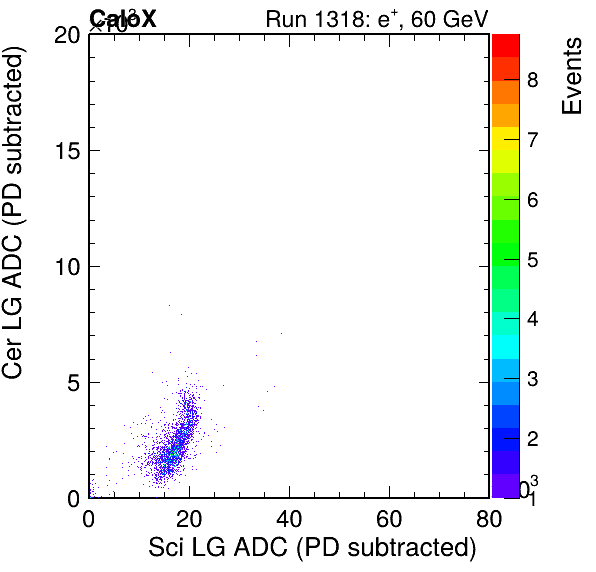 CaloX Run 1318: e⁺, 60 GeV
×10³
Cer LG ADC (PD subtracted)
Events
20
15
10
5
0
8
7
6
5
4
3
2
1
0 20 40 60 80
Sci LG ADC (PD subtracted)